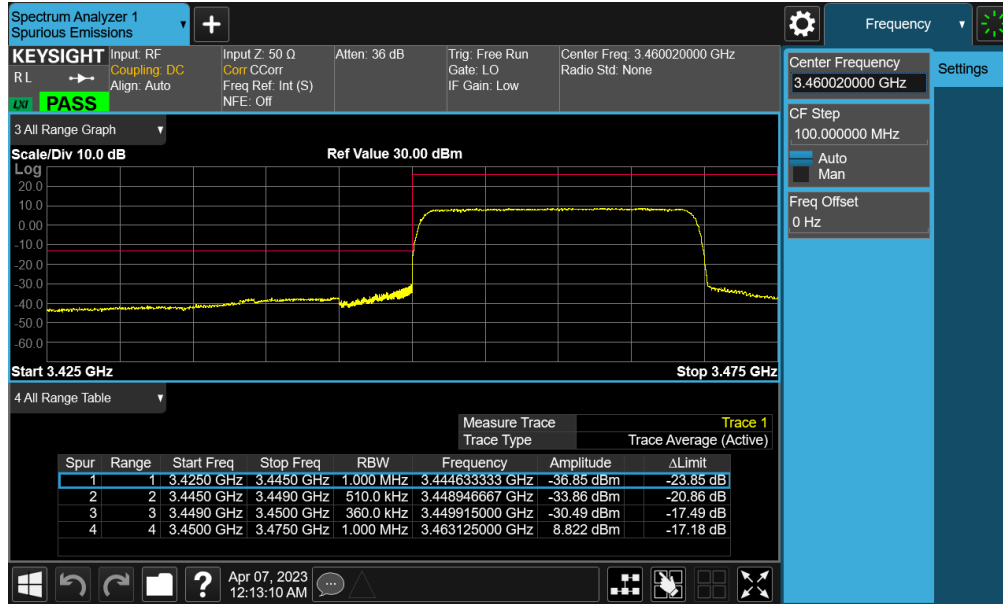 Spectrum Analyzer 1
Spurious Emissions
Frequency
KEYSIGHT Input: RF Input Z: 50 Ω Atten: 36 dB Trig: Free Run Center Freq: 3.460020000 GHz
R L Coupling: DC Corr CCorr Gate: LO Radio Std: None
Align: Auto Freq Ref: Int (S) IF Gain: Low
LXI PASS NFE: Off
Center Frequency
3.460020000 GHz
Settings
CF Step
100.000000 MHz
Auto
Man
Freq Offset
0 Hz
3 All Range Graph
Scale/Div 10.0 dB Ref Value 30.00 dBm
Log
20.0
10.0
0.00
-10.0
-20.0
-30.0
-40.0
-50.0
-60.0
Start 3.425 GHz Stop 3.475 GHz
4 All Range Table
Measure Trace Trace 1
Trace Type Trace Average (Active)
Spur Range Start Freq Stop Freq RBW Frequency Amplitude ΔLimit
1 1 3.4250 GHz 3.4450 GHz 1.000 MHz 3.444633333 GHz -36.85 dBm -23.85 dB
2 2 3.4450 GHz 3.4490 GHz 510.0 kHz 3.448946667 GHz -33.86 dBm -20.86 dB
3 3 3.4490 GHz 3.4500 GHz 360.0 kHz 3.449915000 GHz -30.49 dBm -17.49 dB
4 4 3.4500 GHz 3.4750 GHz 1.000 MHz 3.463125000 GHz 8.822 dBm -17.18 dB
Apr 07, 2023
12:13:10 AM